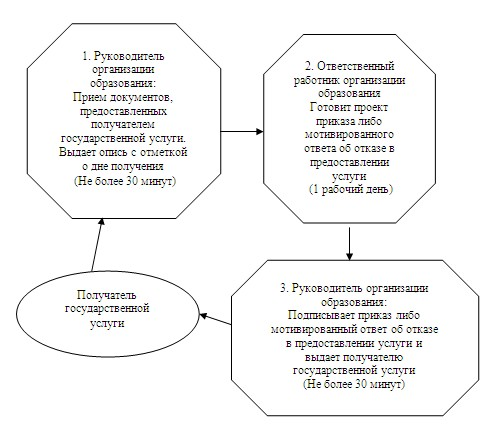 1. Руководитель
организации
образования:
Прием документов,
предоставленных
получателем
государственной услуги.
Выдает опись с отметкой
о дне получения
(Не более 30 минут)
2. Ответственный
работник организации
образования
Готовит проект
приказа либо
мотивированного
ответа об отказе в
предоставлении
услуги
(1 рабочий день)
3. Руководитель организации
образования:
Подписывает приказ либо
мотивированный ответ об отказе
в предоставлении услуги и
выдает получателю
государственной услуги
(Не более 30 минут)
Получатель
государственной
услуги